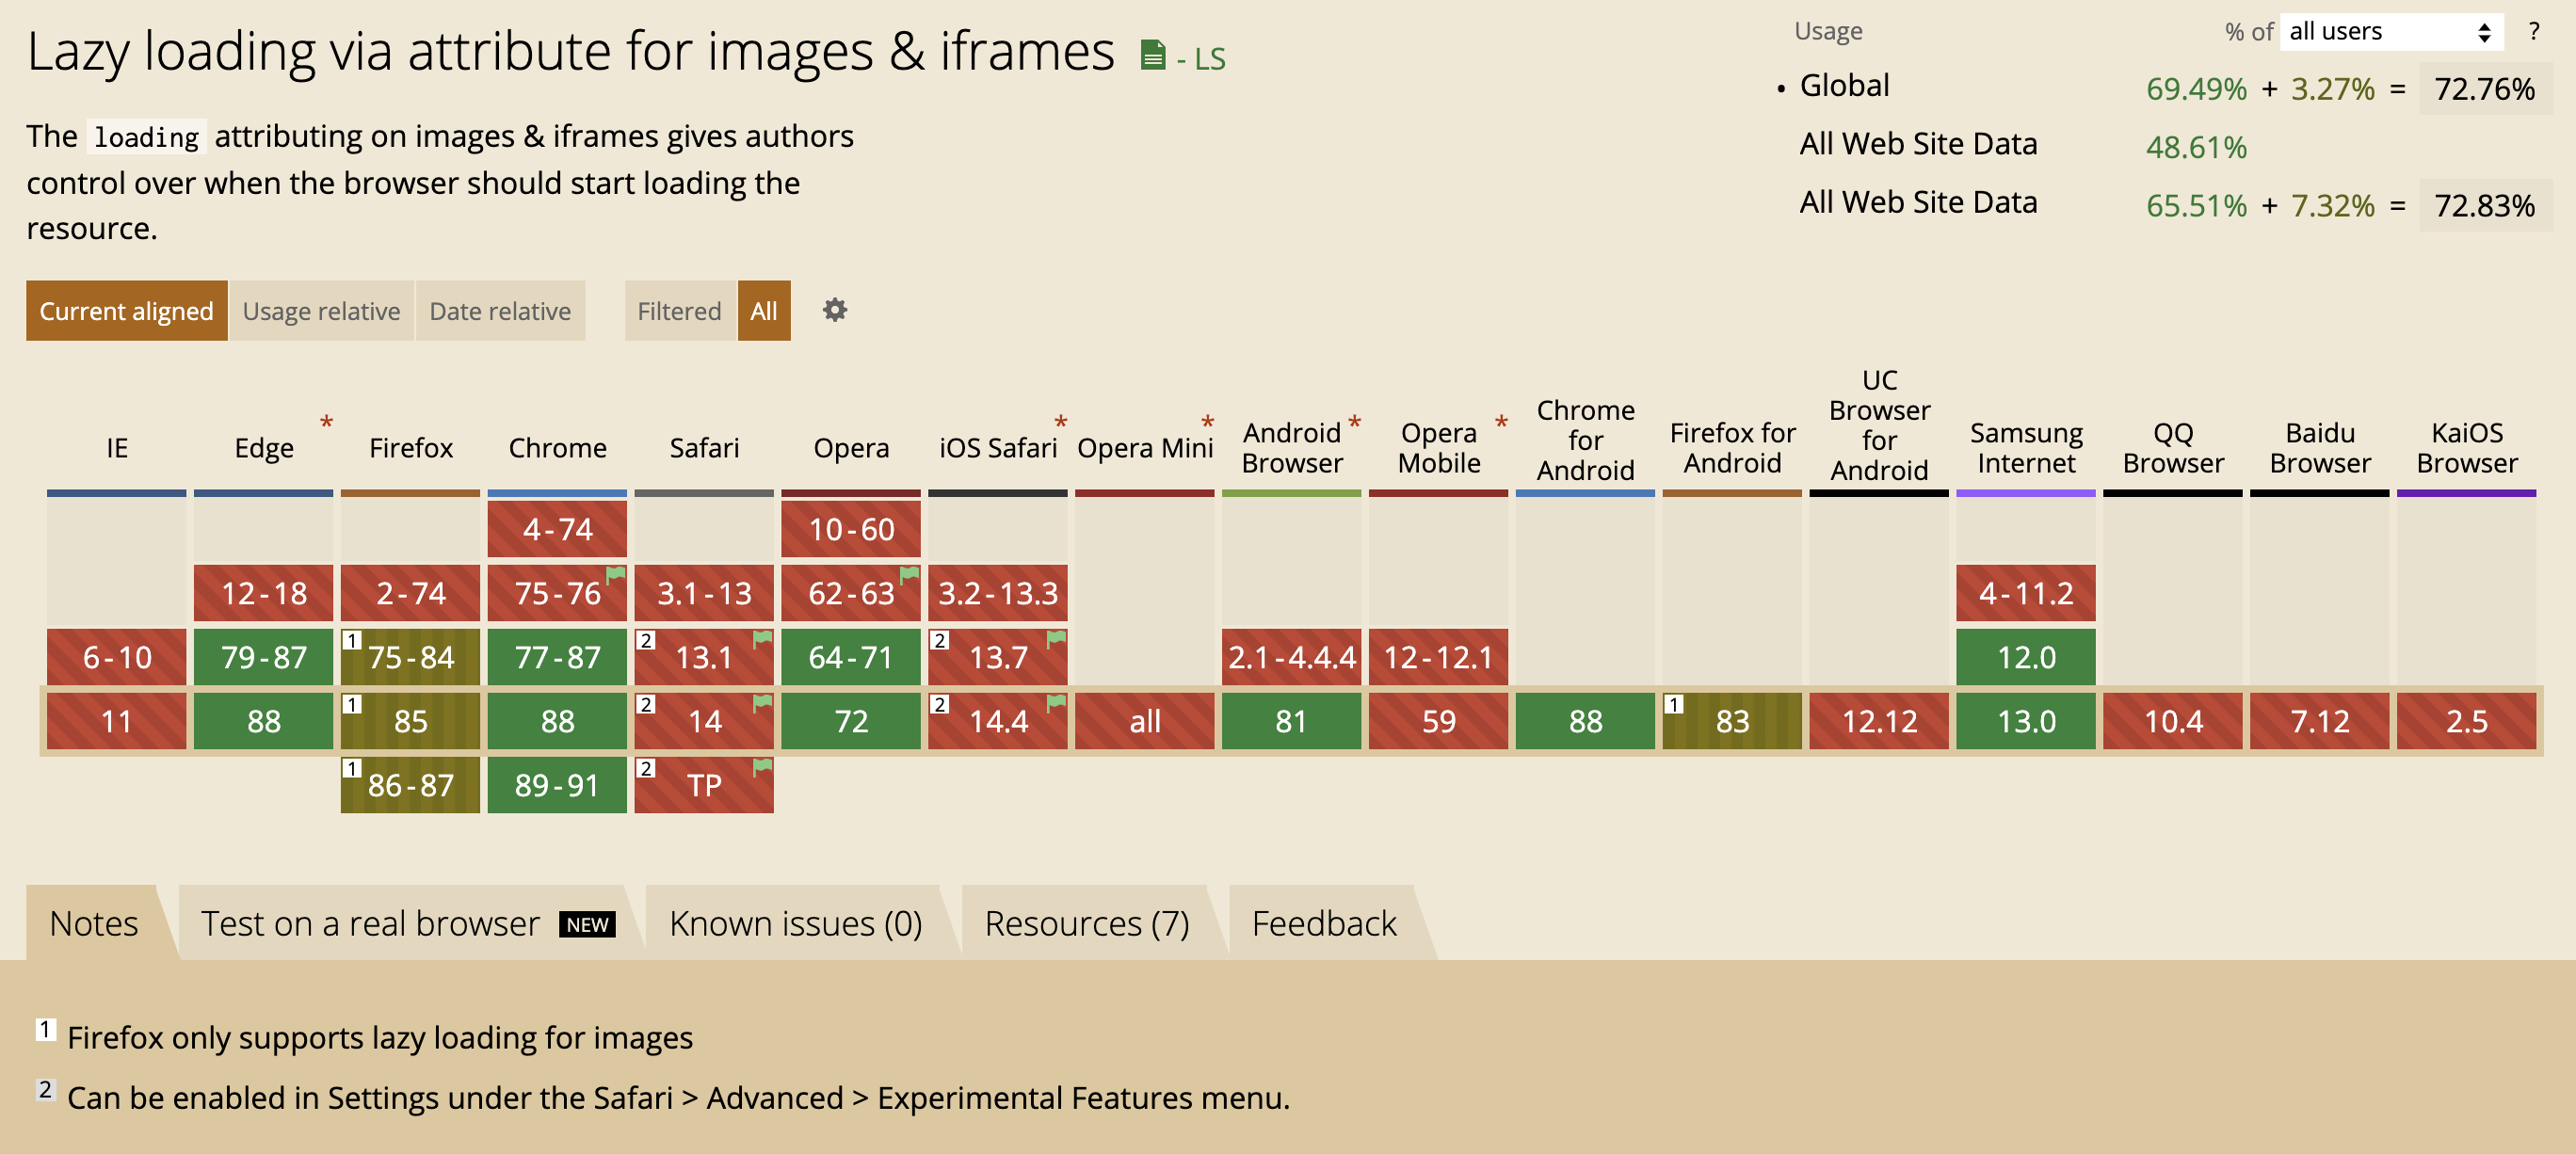 Lazy loading via attribute for images & iframes - LS
The loading attributing on images & iframes gives authors
control over when the browser should start loading the
resource.
Usage % of all users ?
• Global 69.49% + 3.27% = 72.76%
All Web Site Data 48.61%
All Web Site Data 65.51% + 7.32% = 72.83%
Current aligned Usage relative Date relative Filtered All
IE
Edge *
Firefox
Chrome
Safari
Opera
iOS Safari *
Opera Mini *
Android *
Browser
Opera *
Mobile
Chrome
for
Android
Firefox for
Android
UC
Browser
for
Android
Samsung
Internet
QQ
Browser
Baidu
Browser
KaiOS
Browser
4-74 10-60
12-18 2-74 75-76 3.1-13 62-63 3.2-13.3 4-11.2
6-10 79-87 1 75-84 77-87 2 13.1 64-71 2 13.7 2.1-4.4.4 12-12.1 12.0
11 88 1 85 88 2 14 72 2 14.4 all 81 59 88 1 83 12.12 13.0 10.4 7.12 2.5
1 86-87 89-91 2 TP
Notes Test on a real browser NEW Known issues (0) Resources (7) Feedback
1 Firefox only supports lazy loading for images
2 Can be enabled in Settings under the Safari > Advanced > Experimental Features menu.